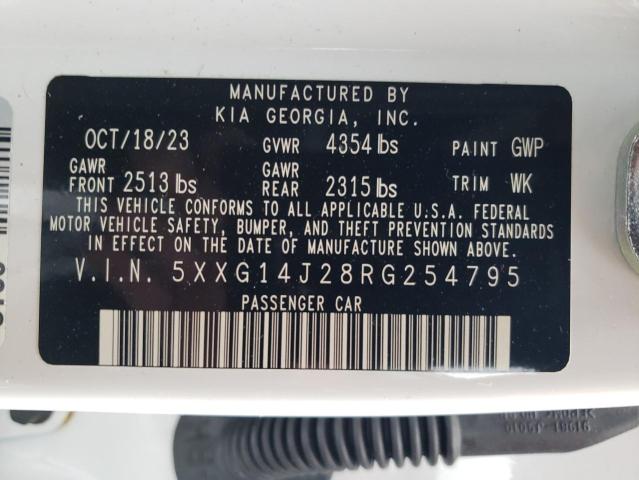 MANUFACTURED BY
KIA GEORGIA, INC.
OCT/18/23 GVWR 4354 lbs PAINT GWP
GAWR FRONT 2513 lbs GAWR REAR 2315 lbs TRIM WK
THIS VEHICLE CONFORMS TO ALL APPLICABLE U.S.A. FEDERAL
MOTOR VEHICLE SAFETY, BUMPER, AND THEFT PREVENTION STANDARDS
IN EFFECT ON THE DATE OF MANUFACTURE SHOWN ABOVE.
V.I.N. 5XXG14J28RG254795
PASSENGER CAR